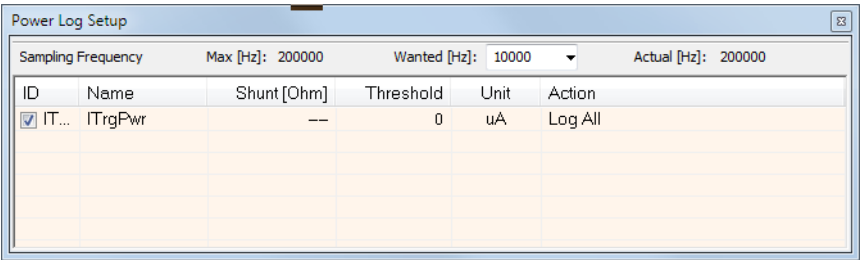 Power Log Setup
Sampling Frequency Max [Hz]: 200000 Wanted [Hz]: 10000 Actual [Hz]: 200000
ID Name Shunt [Ohm] Threshold Unit Action
IT... ITrgPwr -- 0 uA Log All